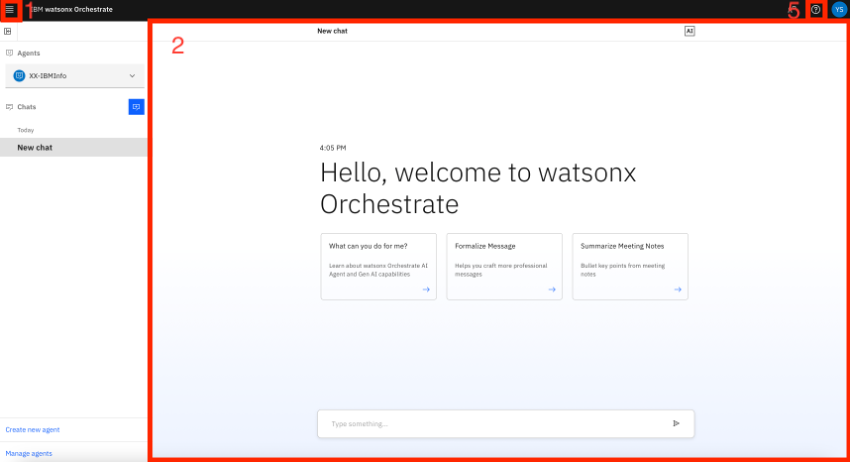 1
IBM watsonx Orchestrate
5
YS
2
New chat
AI
Agents
XX-IBMInfo
Chats
Today
New chat
4:05 PM
Hello, welcome to watsonx
Orchestrate
What can you do for me?
Learn about watsonx Orchestrate AI
Agent and Gen AI capabilities
Formalize Message
Helps you craft more professional
messages
Summarize Meeting Notes
Bullet key points from meeting
notes
Type something...
Create new agent
Manage agents